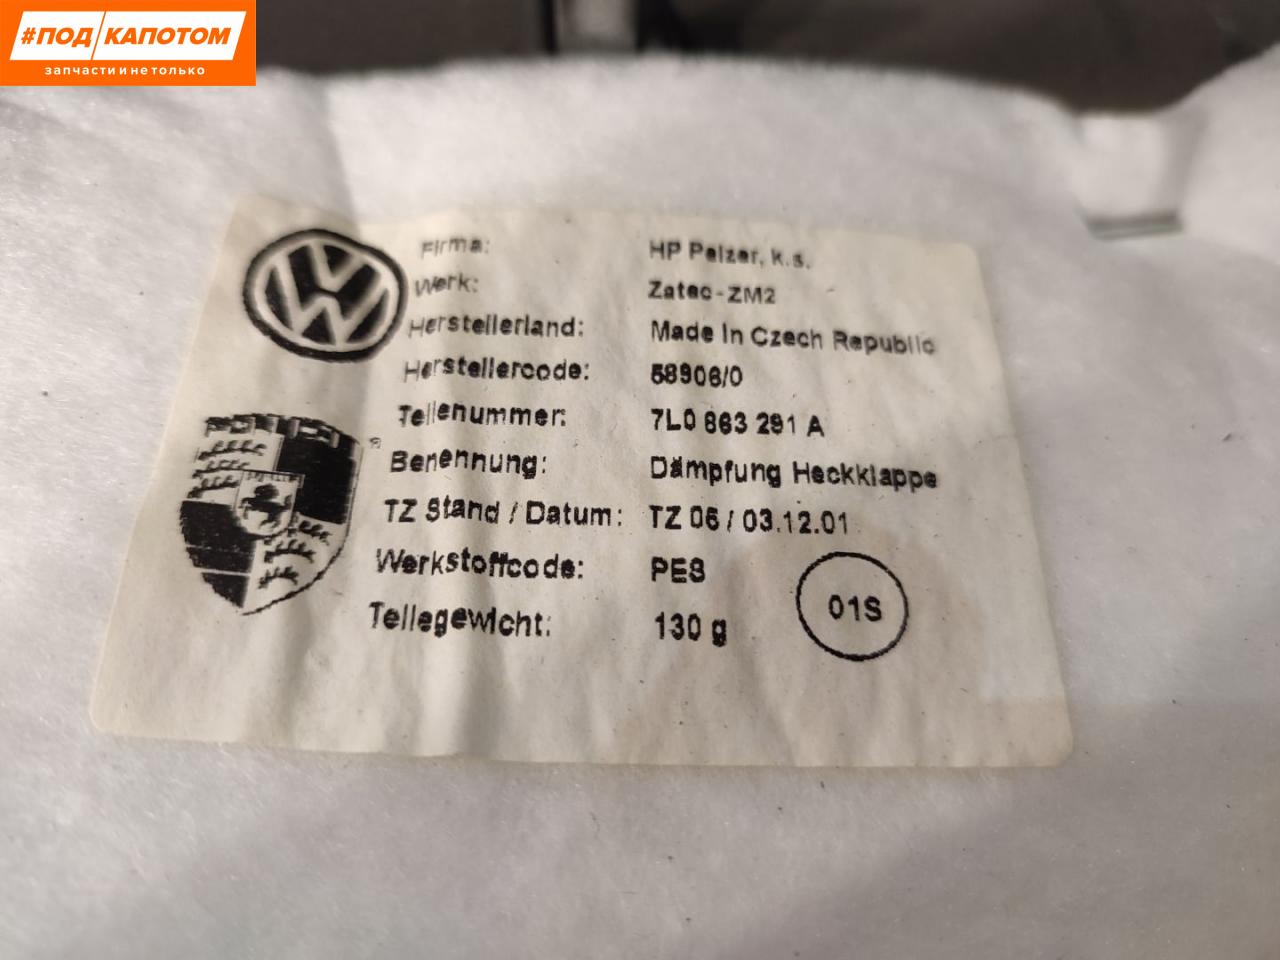 #ПОД КАПОТОМ
запчасти и не только
Firma: HP Pelzer, k.s.
Werk: Zatec-ZM2
Herstellerland: Made in Czech Republic
Herstellercode: 58906/0
Teilenummer: 7L0 863 291 A
®
Benennung: Dämpfung Heckklappe
TZ Stand / Datum: TZ 06 / 03.12.01
Werkstoffcode: PES
01S
Teilegewicht: 130 g